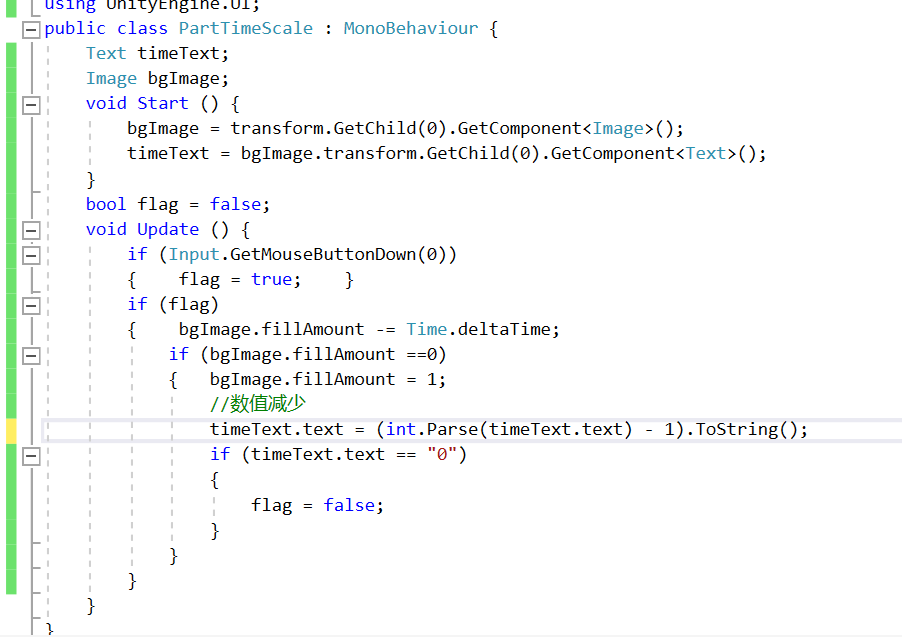 using UnityEngine.UI;
public class PartTimeScale : MonoBehaviour {
Text timeText;
Image bgImage;
void Start () {
bgImage = transform.GetChild(0).GetComponent<Image>();
timeText = bgImage.transform.GetChild(0).GetComponent<Text>();
}
bool flag = false;
void Update () {
if (Input.GetMouseButtonDown(0))
{    flag = true;    }
if (flag)
{    bgImage.fillAmount -= Time.deltaTime;
if (bgImage.fillAmount ==0)
{   bgImage.fillAmount = 1;
//数值减少
timeText.text = (int.Parse(timeText.text) - 1).ToString();
if (timeText.text == "0")
{
flag = false;
}
}
}
}
}